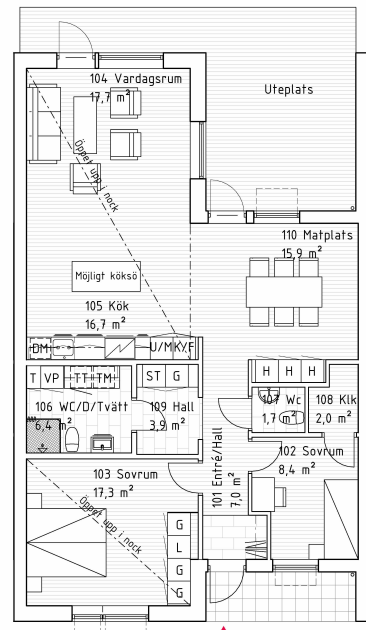 104 Vardagsrum
17,7 m²
Uteplats
Öppet upp i nock
110 Matplats
15,9 m²
Möjligt köksö
105 Kök
16,7 m²
DM
U/M
K/F
T
VP
TT
TM
ST
G
H
H
H
106 WC/D/Tvätt
6,4 m²
109 Hall
3,9 m²
107 Wc
1,7 m²
108 Klk
2,0 m²
101 Entré/Hall
7,0 m²
102 Sovrum
8,4 m²
103 Sovrum
17,3 m²
Öppet upp i nock
G
L
G
G